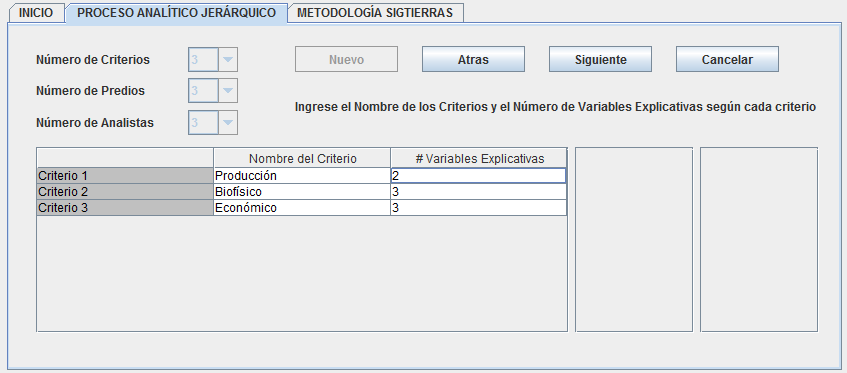 INICIO PROCESO ANALÍTICO JERÁRQUICO METODOLOGÍA SIGTIERRAS
Número de Criterios 3 Nuevo Atras Siguiente Cancelar
Número de Predios 3
Ingrese el Nombre de los Criterios y el Número de Variables Explicativas según cada criterio
Número de Analistas 3
Nombre del Criterio # Variables Explicativas
Criterio 1 Producción 2
Criterio 2 Biofísico 3
Criterio 3 Económico 3